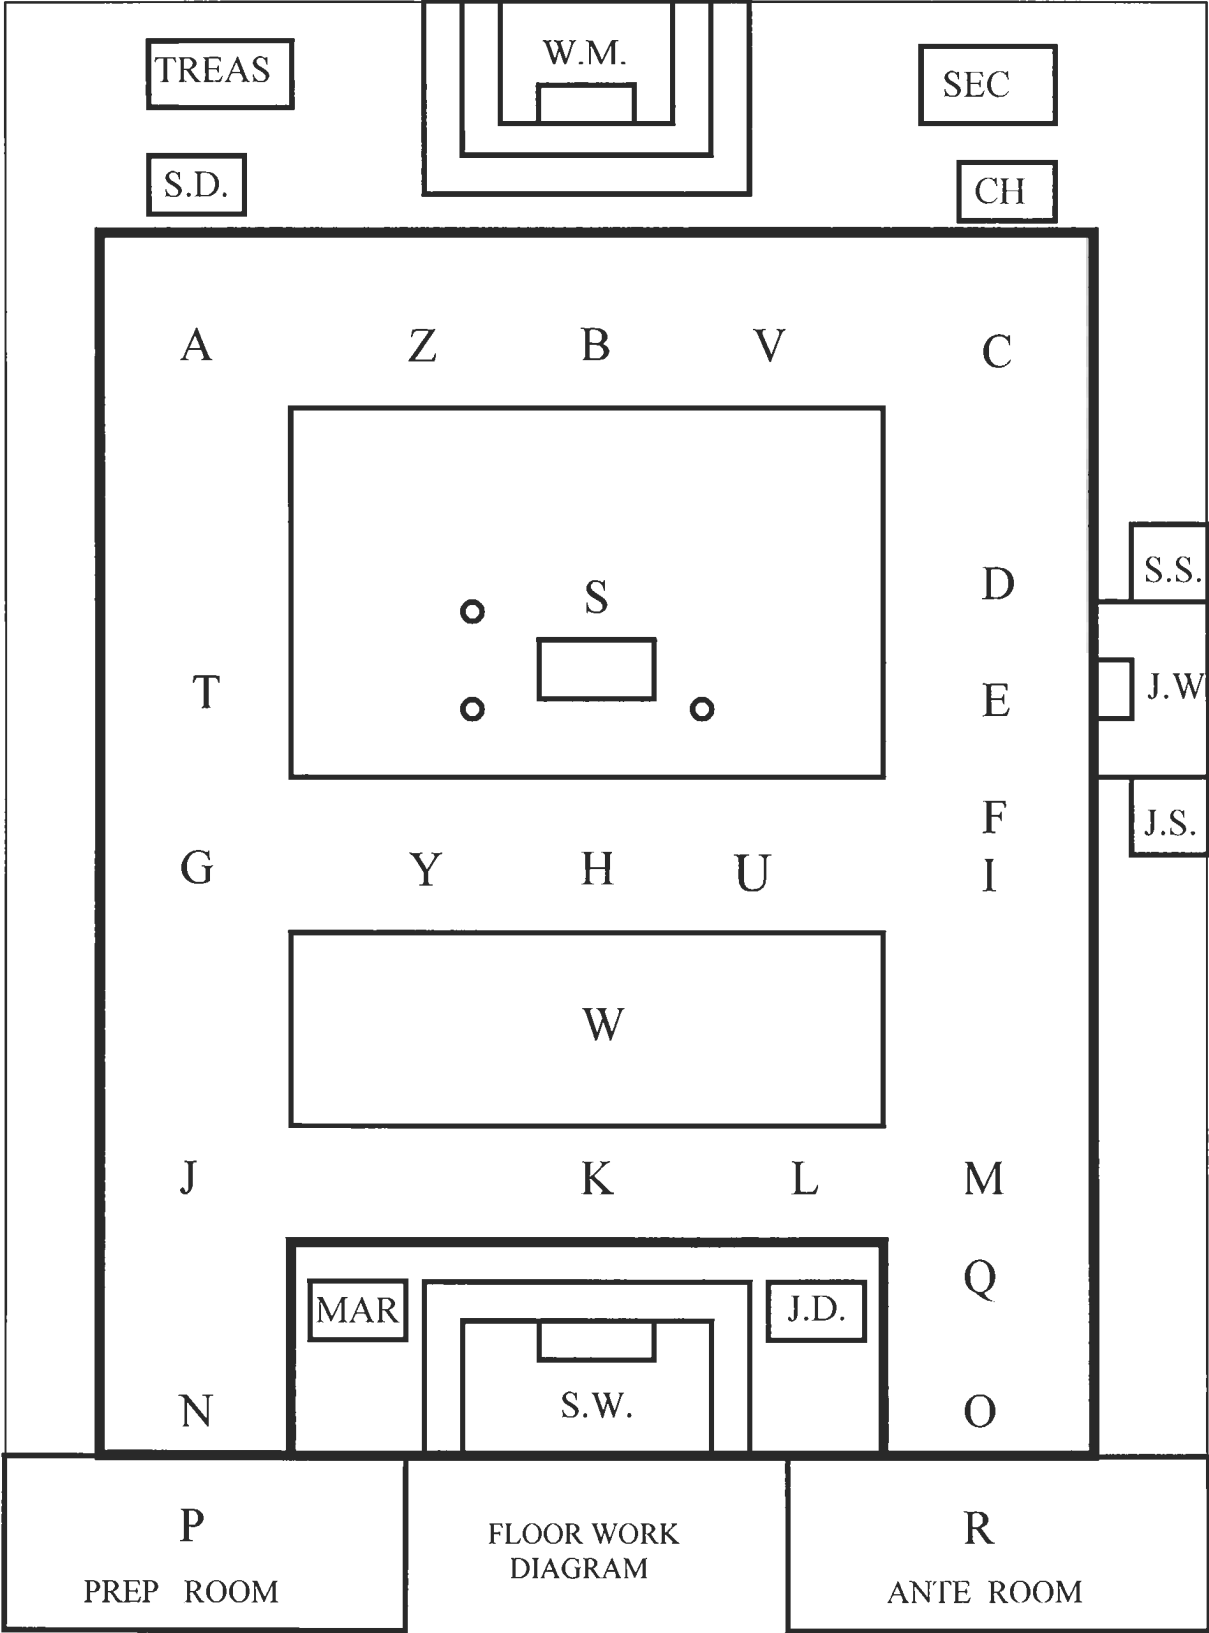 W.M.
TREAS
SEC
S.D.
CH
A Z B V C
S.S.
D
S
J.W
T
E
F
J.S.
G Y H U I
W
J K L M
Q
MAR
J.D.
S.W.
N
O
P
R
FLOOR WORK
DIAGRAM
PREP ROOM
ANTE ROOM